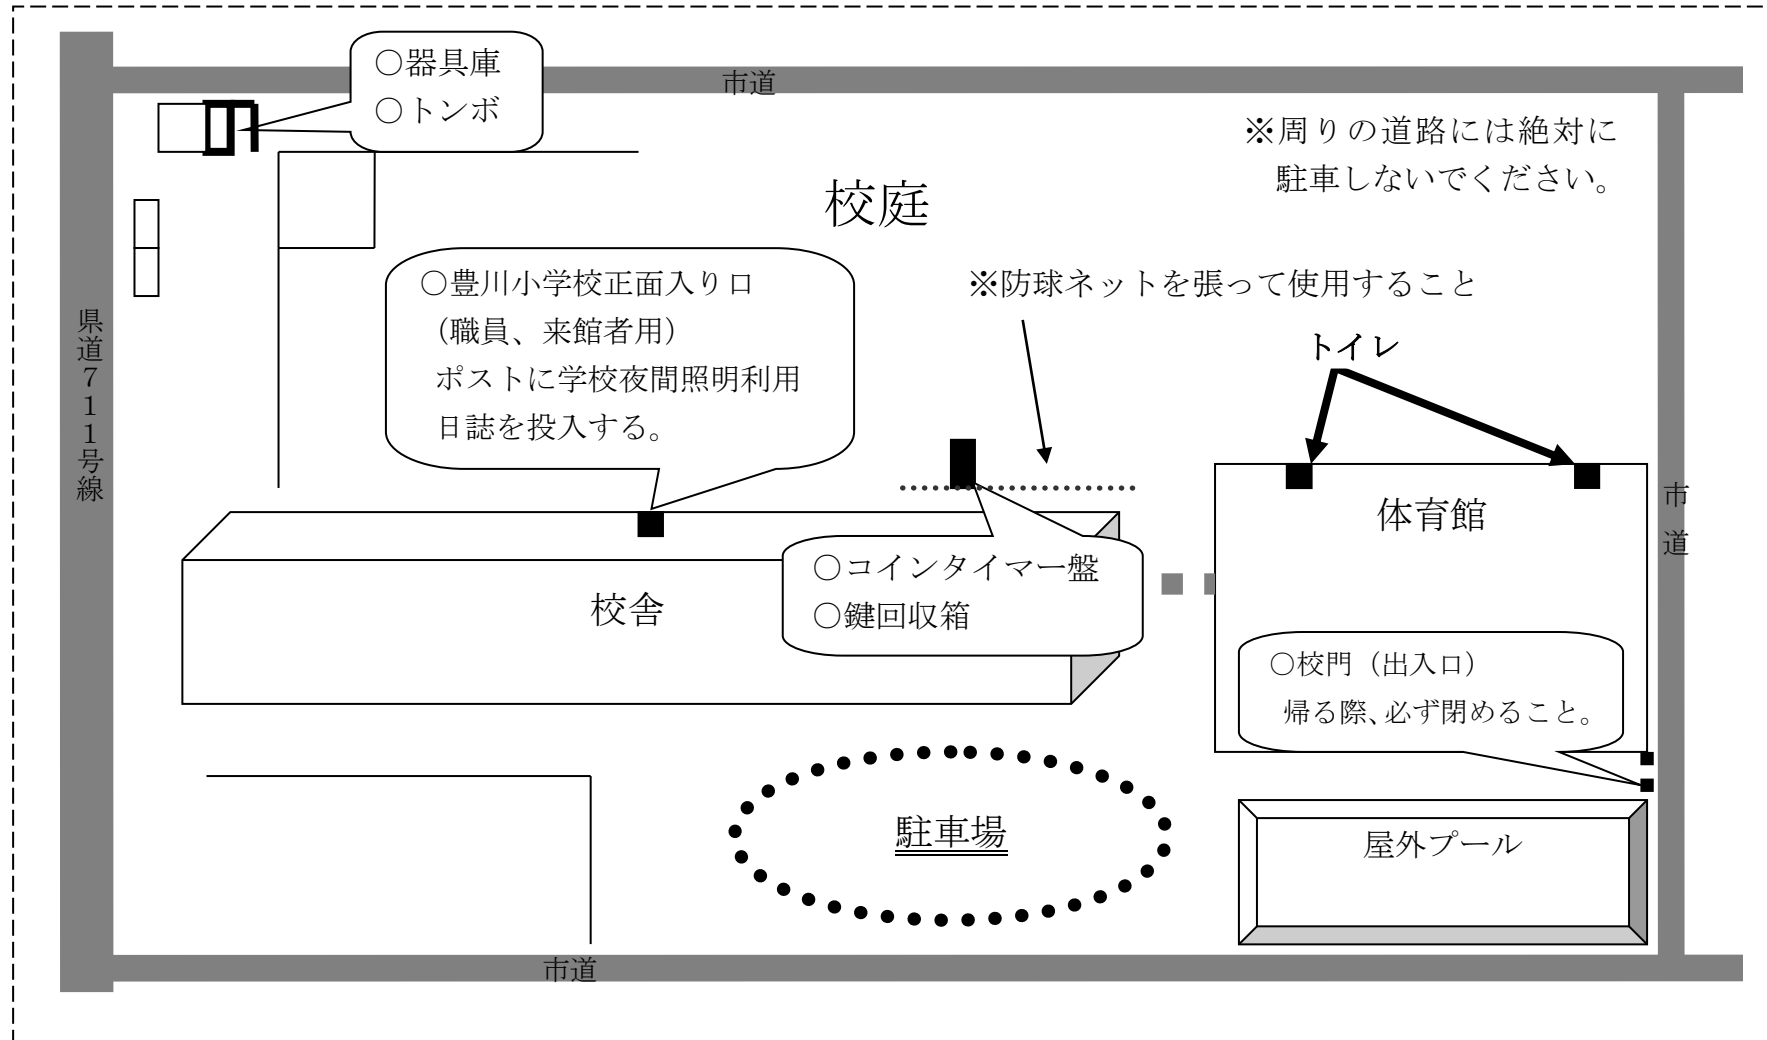 ○器具庫
○トンボ
市道
※周りの道路には絶対に
駐車しないでください。
校庭
○豊川小学校正面入り口
（職員、来館者用）
ポストに学校夜間照明利用
日誌を投入する。
※防球ネットを張って使用すること
トイレ
県道７１１号線
体育館
市道
○コインタイマー盤
○鍵回収箱
校舎
○校門（出入口）
帰る際、必ず閉めること。
駐車場
屋外プール
市道